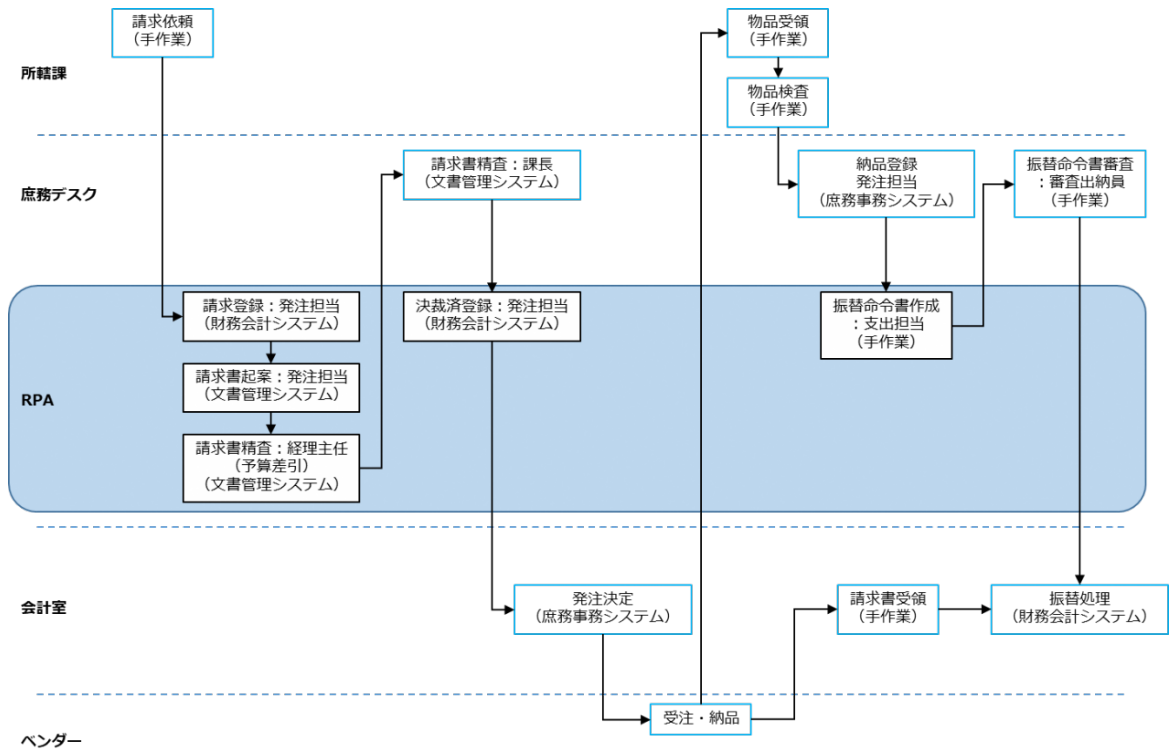 請求依頼
(手作業)
物品受領
(手作業)
所轄課
物品検査
(手作業)
請求書精査：課長
(文書管理システム)
納品登録
発注担当
(庶務事務システム)
振替命令書審査
：審査出納員
(手作業)
庶務デスク
請求登録：発注担当
(財務会計システム)
決裁済登録：発注担当
(財務会計システム)
振替命令書作成
：支出担当
(手作業)
請求書起案：発注担当
(文書管理システム)
RPA
請求書精査：経理主任
(予算差引)
(文書管理システム)
発注決定
(庶務事務システム)
請求書受領
(手作業)
振替処理
(財務会計システム)
会計室
受注・納品
ベンダー